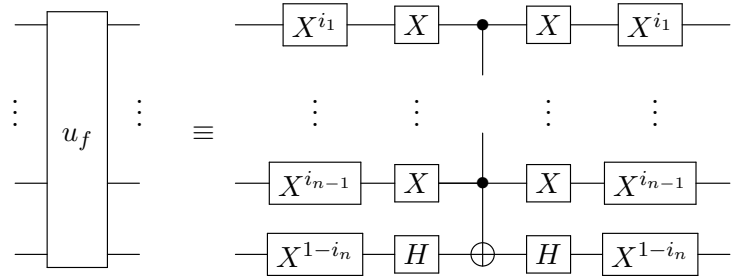 X^{i_1} X X X^{i_1}
⋮ ⋮ ⋮ ⋮ ⋮ ⋮
u_f ≡
X^{i_{n-1}} X X X^{i_{n-1}}
X^{1-i_n} H H X^{1-i_n}